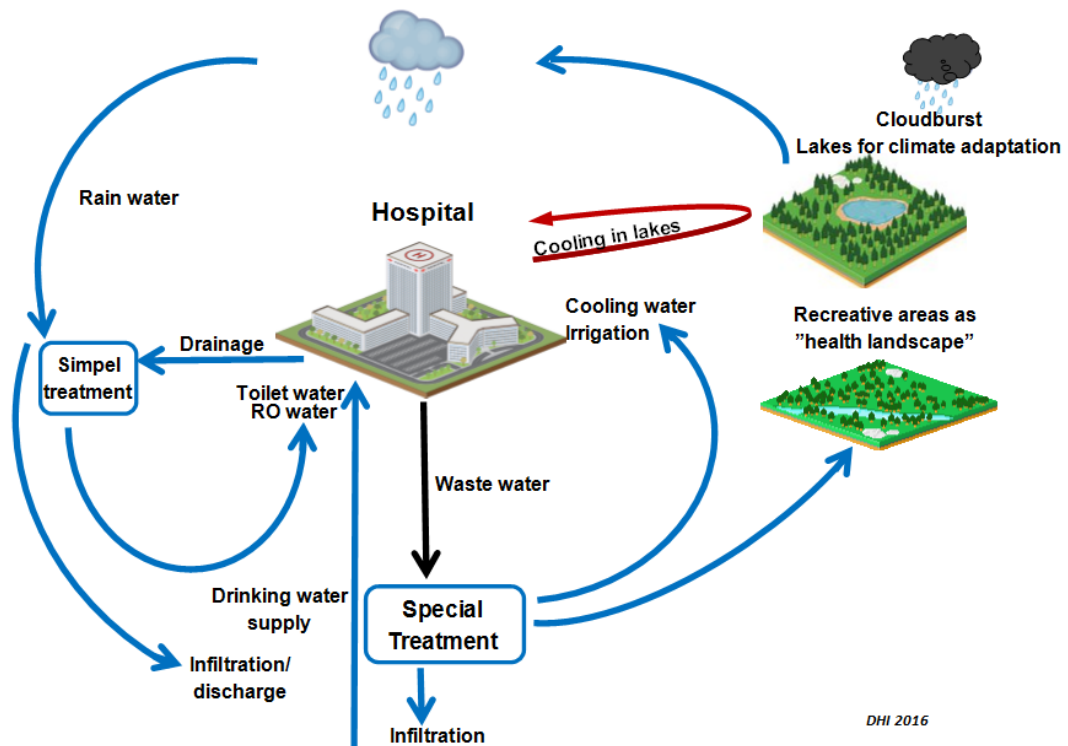 Cloudburst
Lakes for climate adaptation
Rain water
Hospital
Cooling in lakes
Cooling water
Irrigation
Recreative areas as
”health landscape”
Drainage
Simpel
treatment
Toilet water
RO water
Waste water
Drinking water
supply
Special
Treatment
Infiltration/
discharge
Infiltration
DHI 2016
H